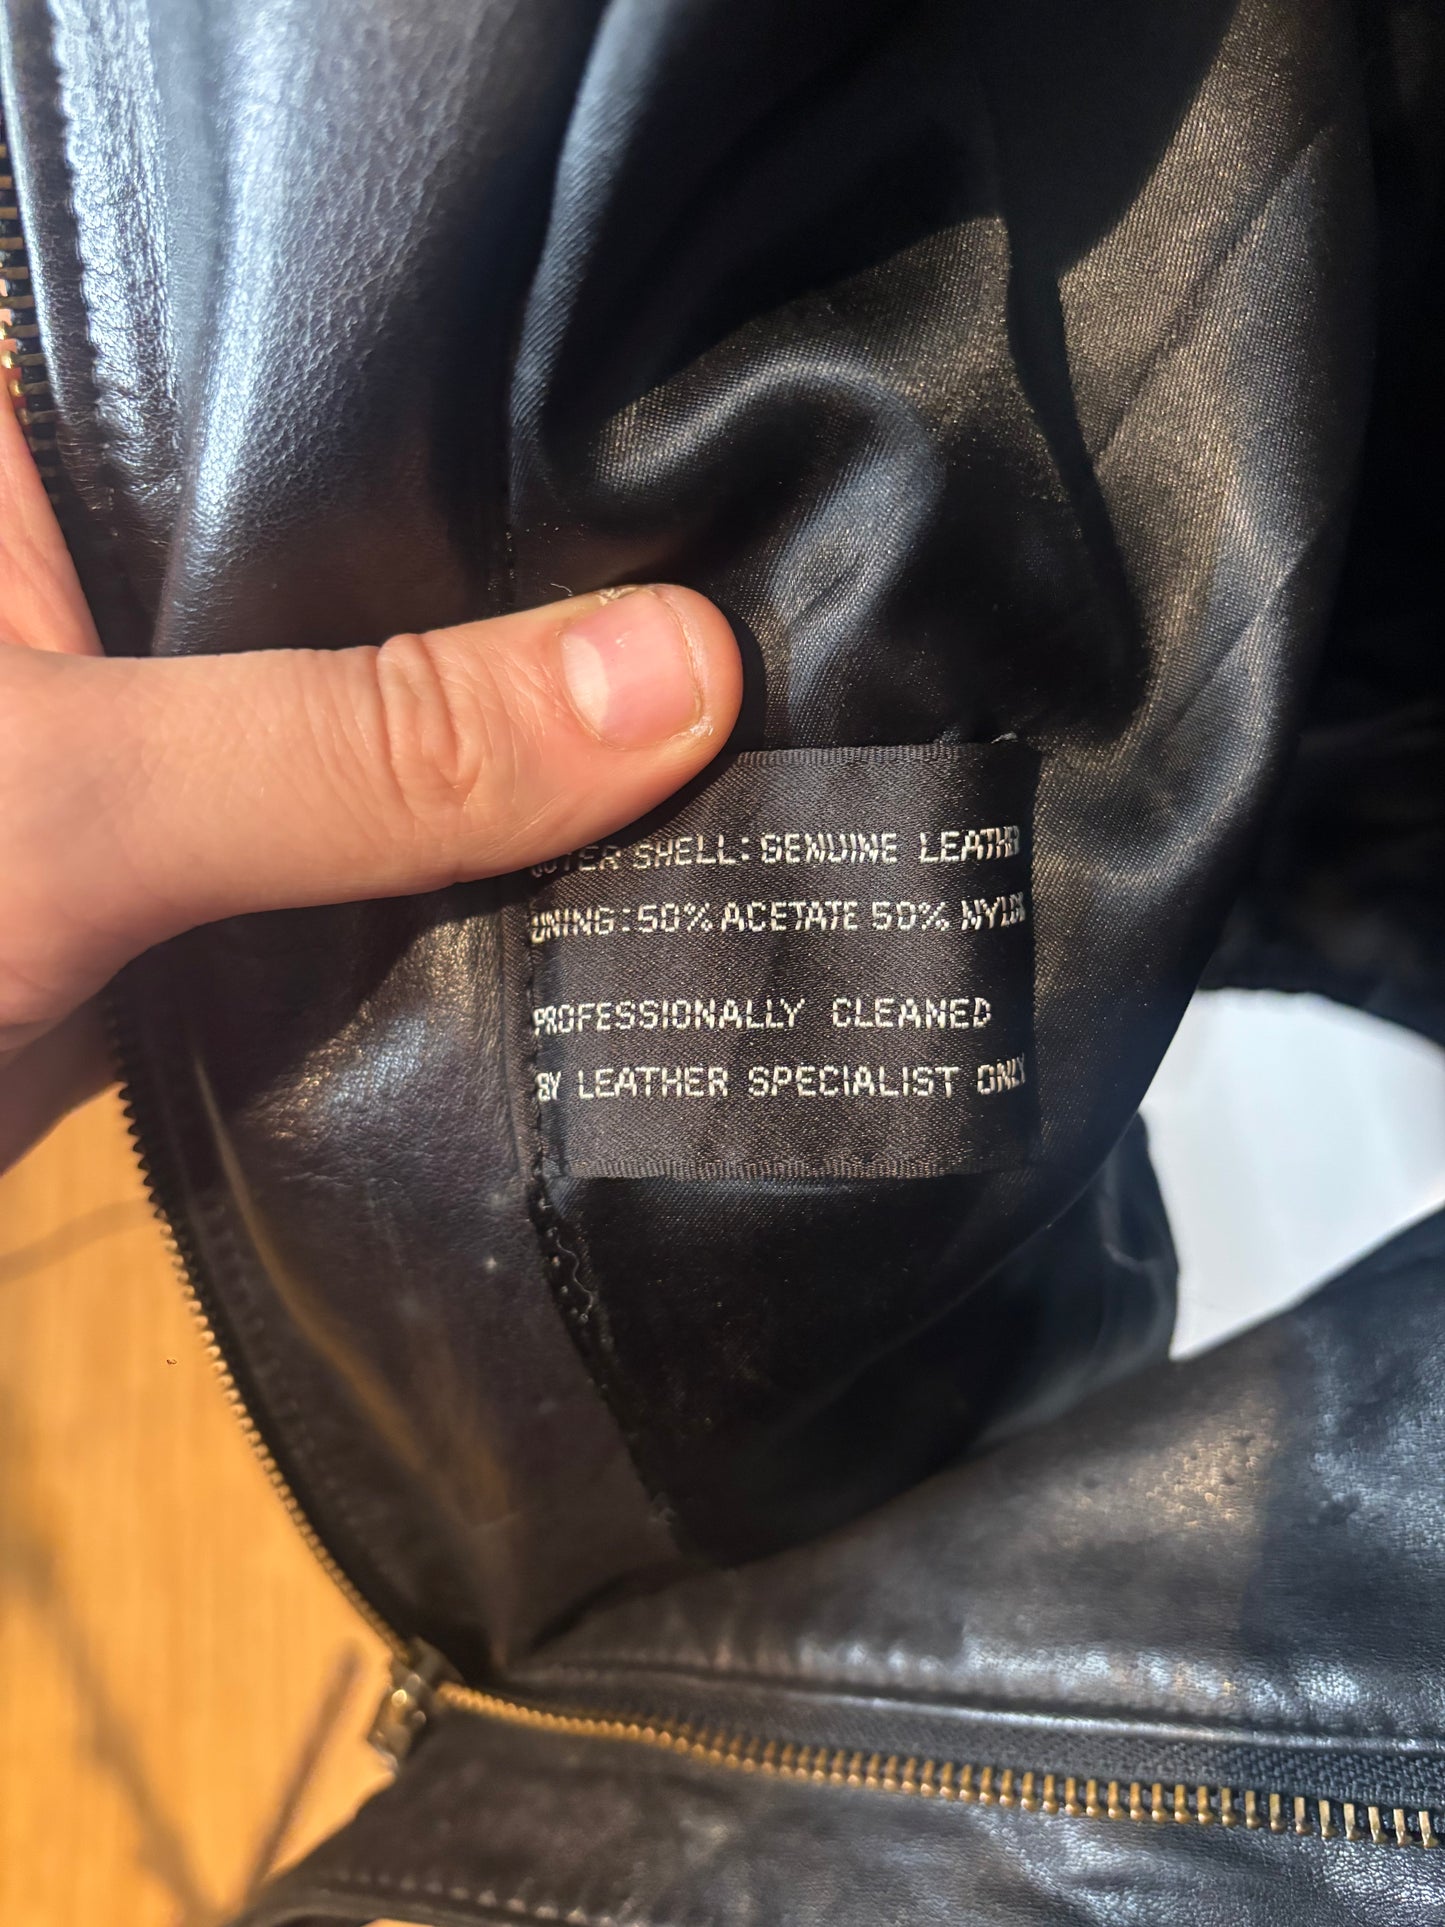 OUTER SHELL: GENUINE LEATHER
LINING: 50% ACETATE 50% NYLON
PROFESSIONALLY CLEANED
BY LEATHER SPECIALIST ONLY